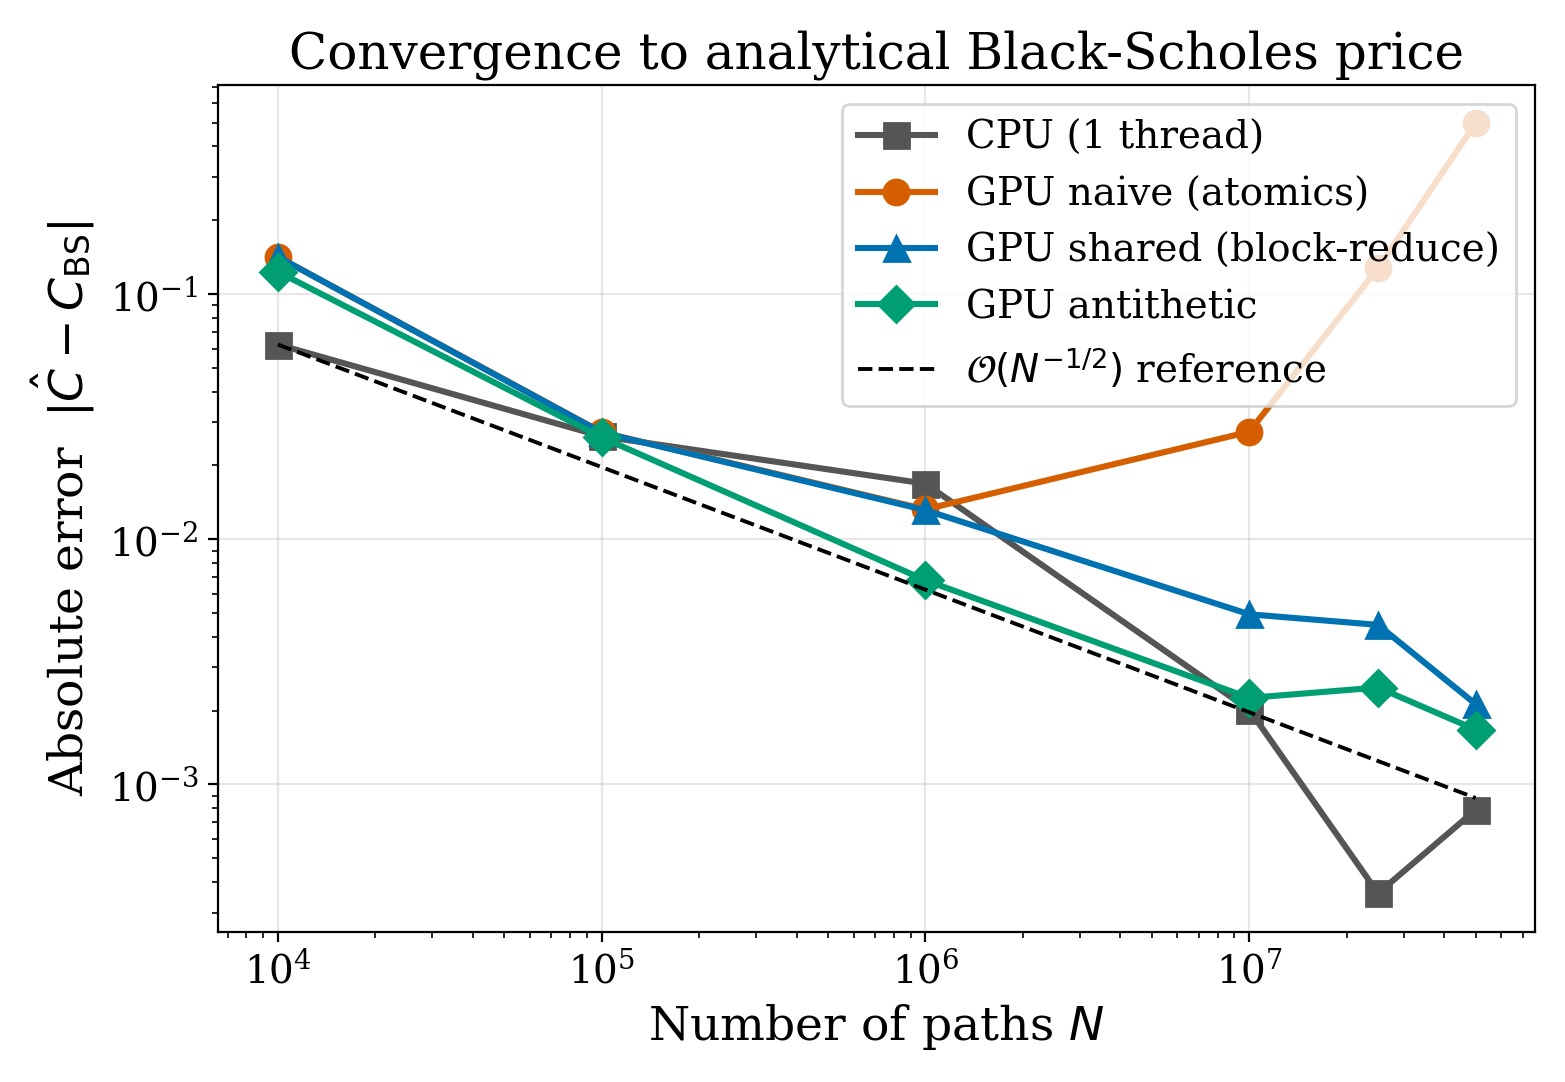 Convergence to analytical Black-Scholes price
CPU (1 thread)
GPU naive (atomics)
GPU shared (block-reduce)
GPU antithetic
𝒪(N^{-1/2}) reference
Absolute error |Ĉ − C_BS|
10^{-1}
10^{-2}
10^{-3}
10^4
10^5
10^6
10^7
Number of paths N